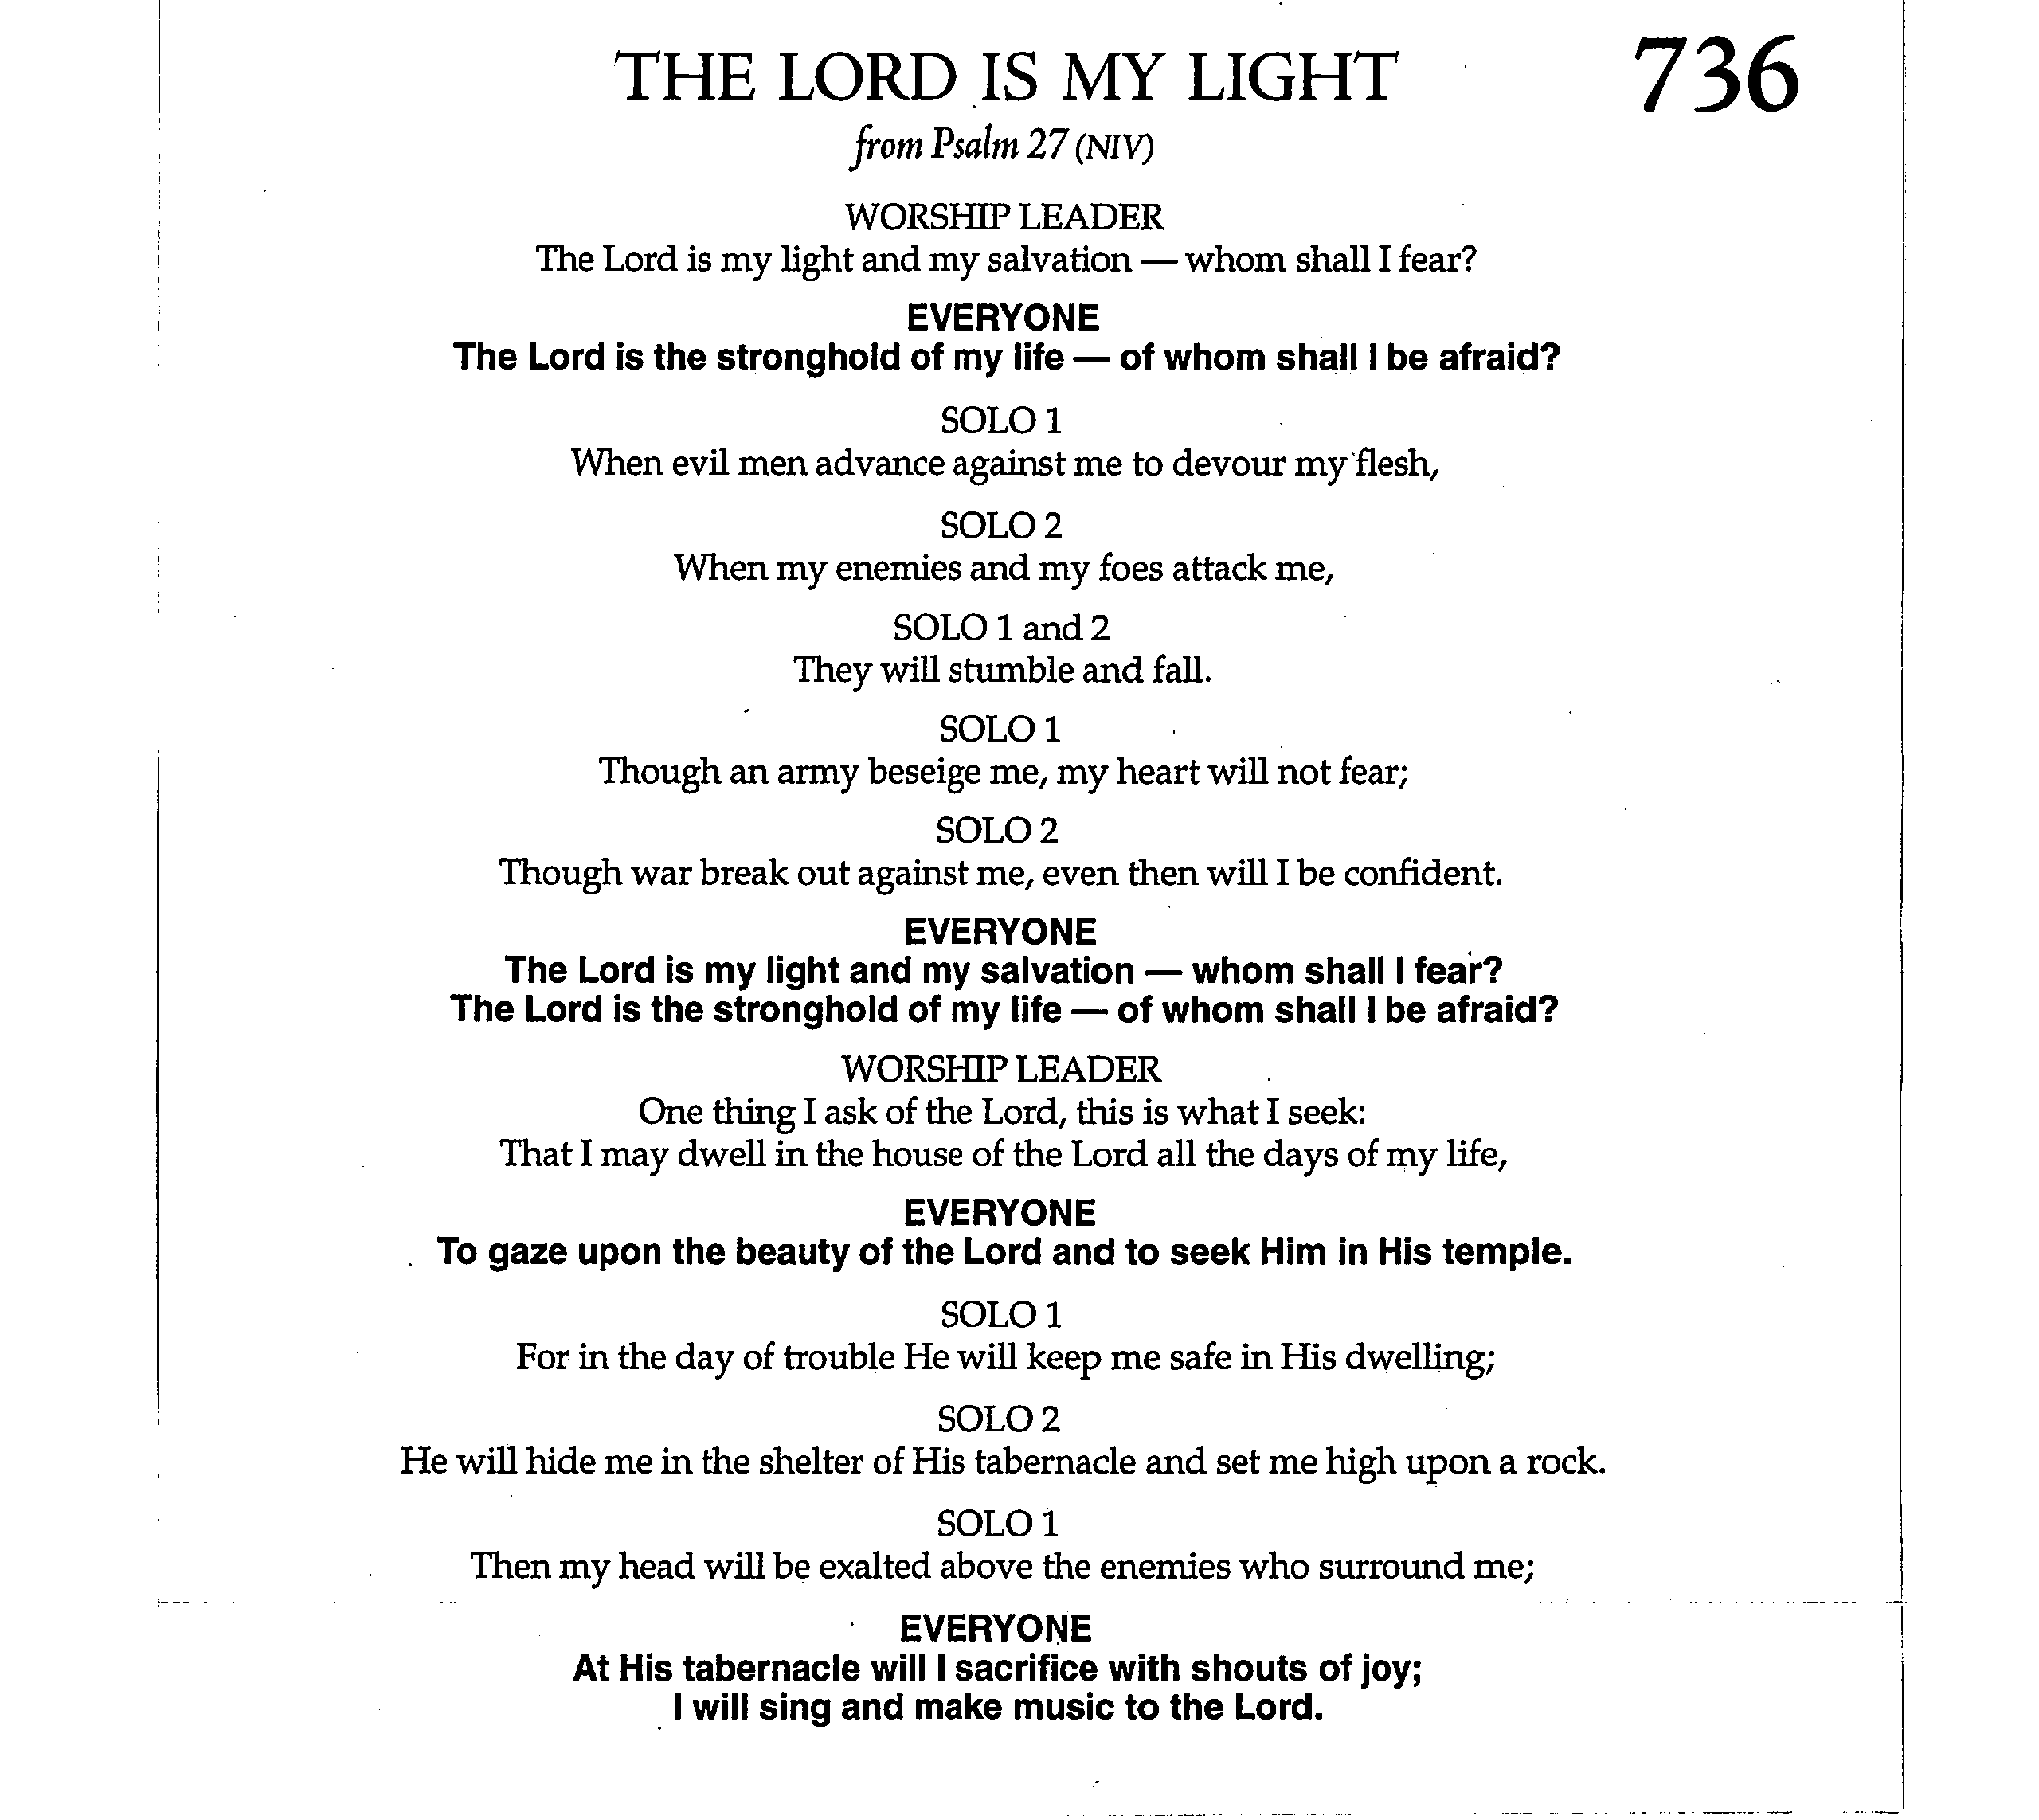 THE LORD IS MY LIGHT 736
from Psalm 27 (NIV)
WORSHIP LEADER
The Lord is my light and my salvation — whom shall I fear?
EVERYONE
The Lord is the stronghold of my life — of whom shall I be afraid?
SOLO 1
When evil men advance against me to devour my flesh,
SOLO 2
When my enemies and my foes attack me,
SOLO 1 and 2
They will stumble and fall.
SOLO 1
Though an army beseige me, my heart will not fear;
SOLO 2
Though war break out against me, even then will I be confident.
EVERYONE
The Lord is my light and my salvation — whom shall I fear?
The Lord is the stronghold of my life — of whom shall I be afraid?
WORSHIP LEADER
One thing I ask of the Lord, this is what I seek:
That I may dwell in the house of the Lord all the days of my life,
EVERYONE
To gaze upon the beauty of the Lord and to seek Him in His temple.
SOLO 1
For in the day of trouble He will keep me safe in His dwelling;
SOLO 2
He will hide me in the shelter of His tabernacle and set me high upon a rock.
SOLO 1
Then my head will be exalted above the enemies who surround me;
EVERYONE
At His tabernacle will I sacrifice with shouts of joy;
I will sing and make music to the Lord.